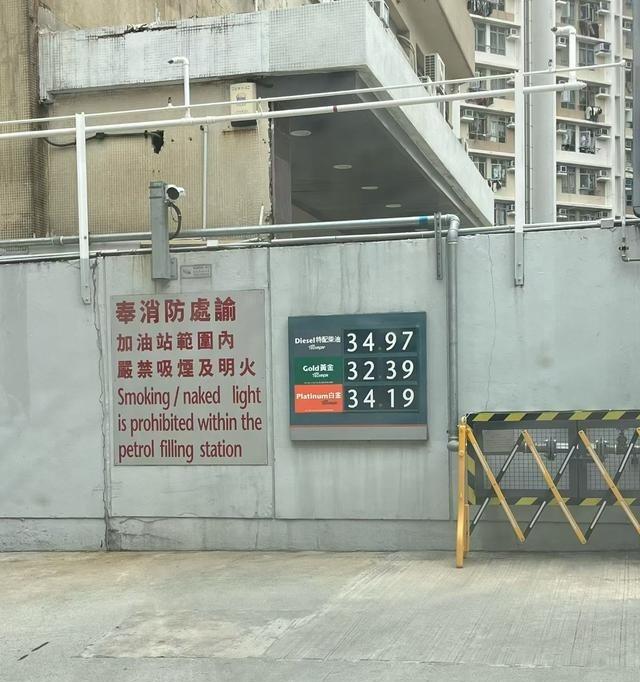 奉消防處諭
加油站範圍內
嚴禁吸煙及明火
Smoking / naked light
is prohibited within the
petrol filling station
Diesel 特配柴油 34.97
Gold 黃金 32.39
Platinum 白金 34.19